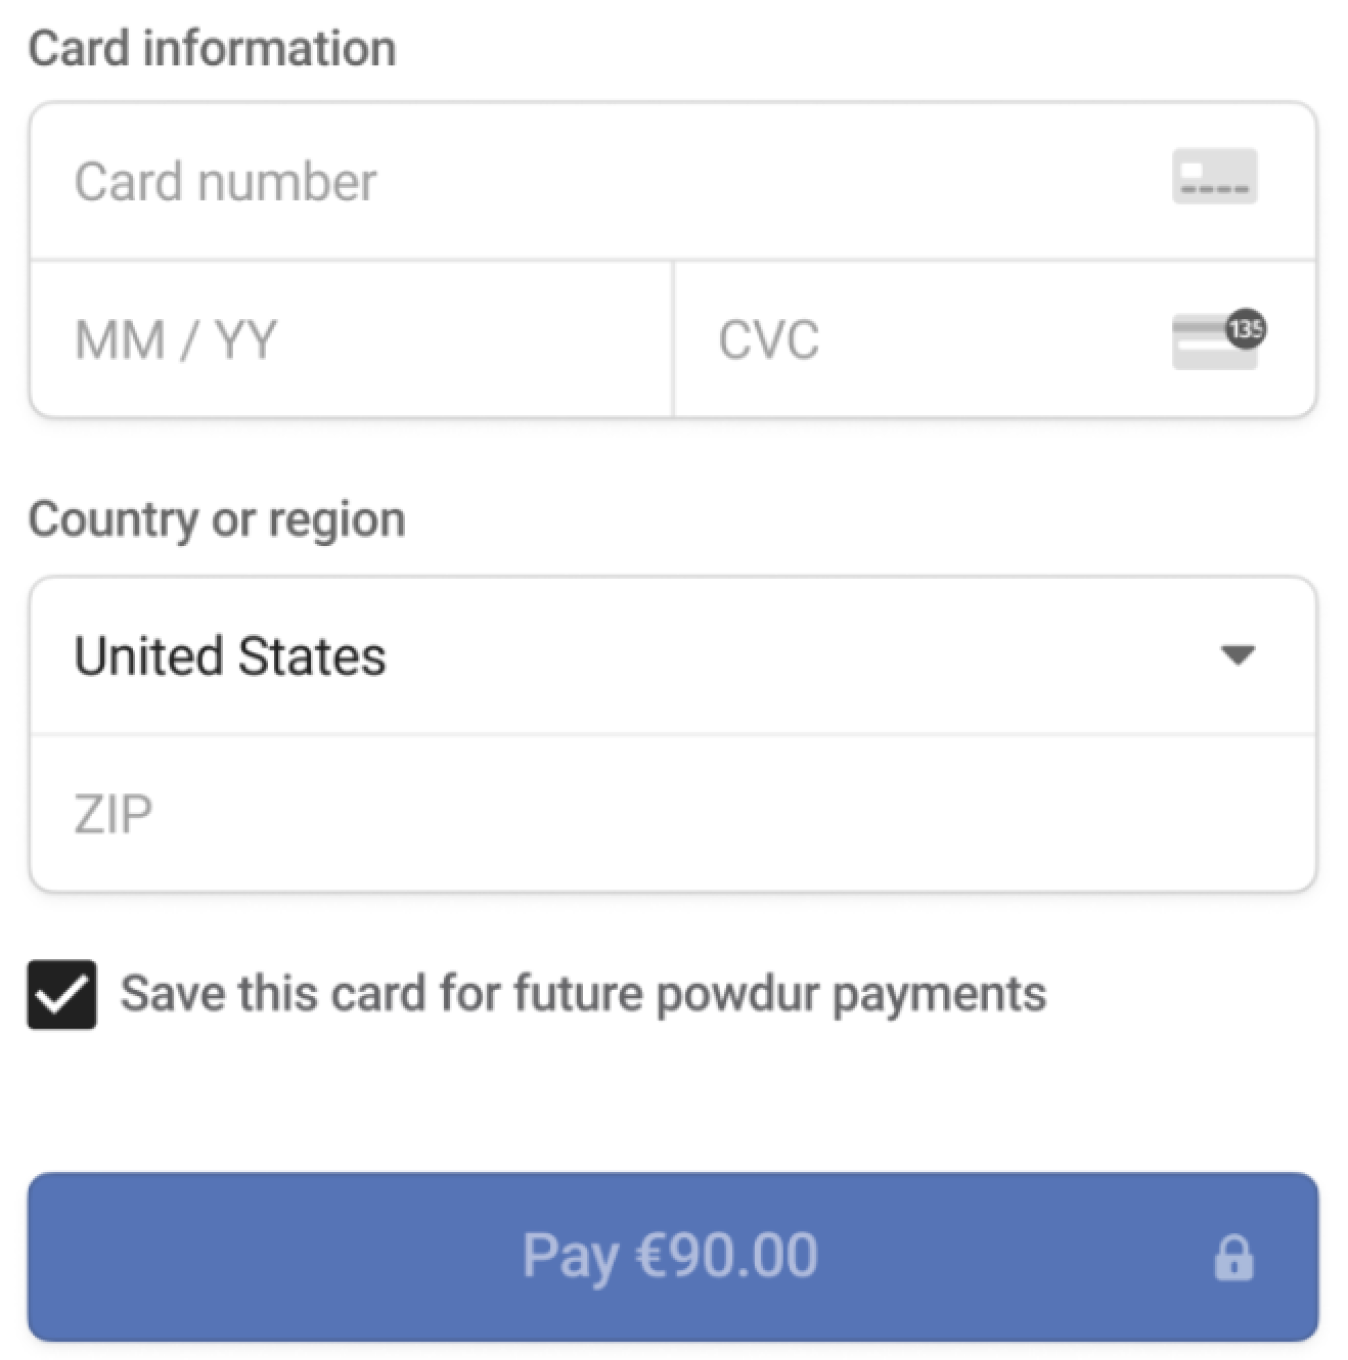 Card information
Card number
MM / YY
CVC
135
Country or region
United States
ZIP
Save this card for future powdur payments
Pay €90.00